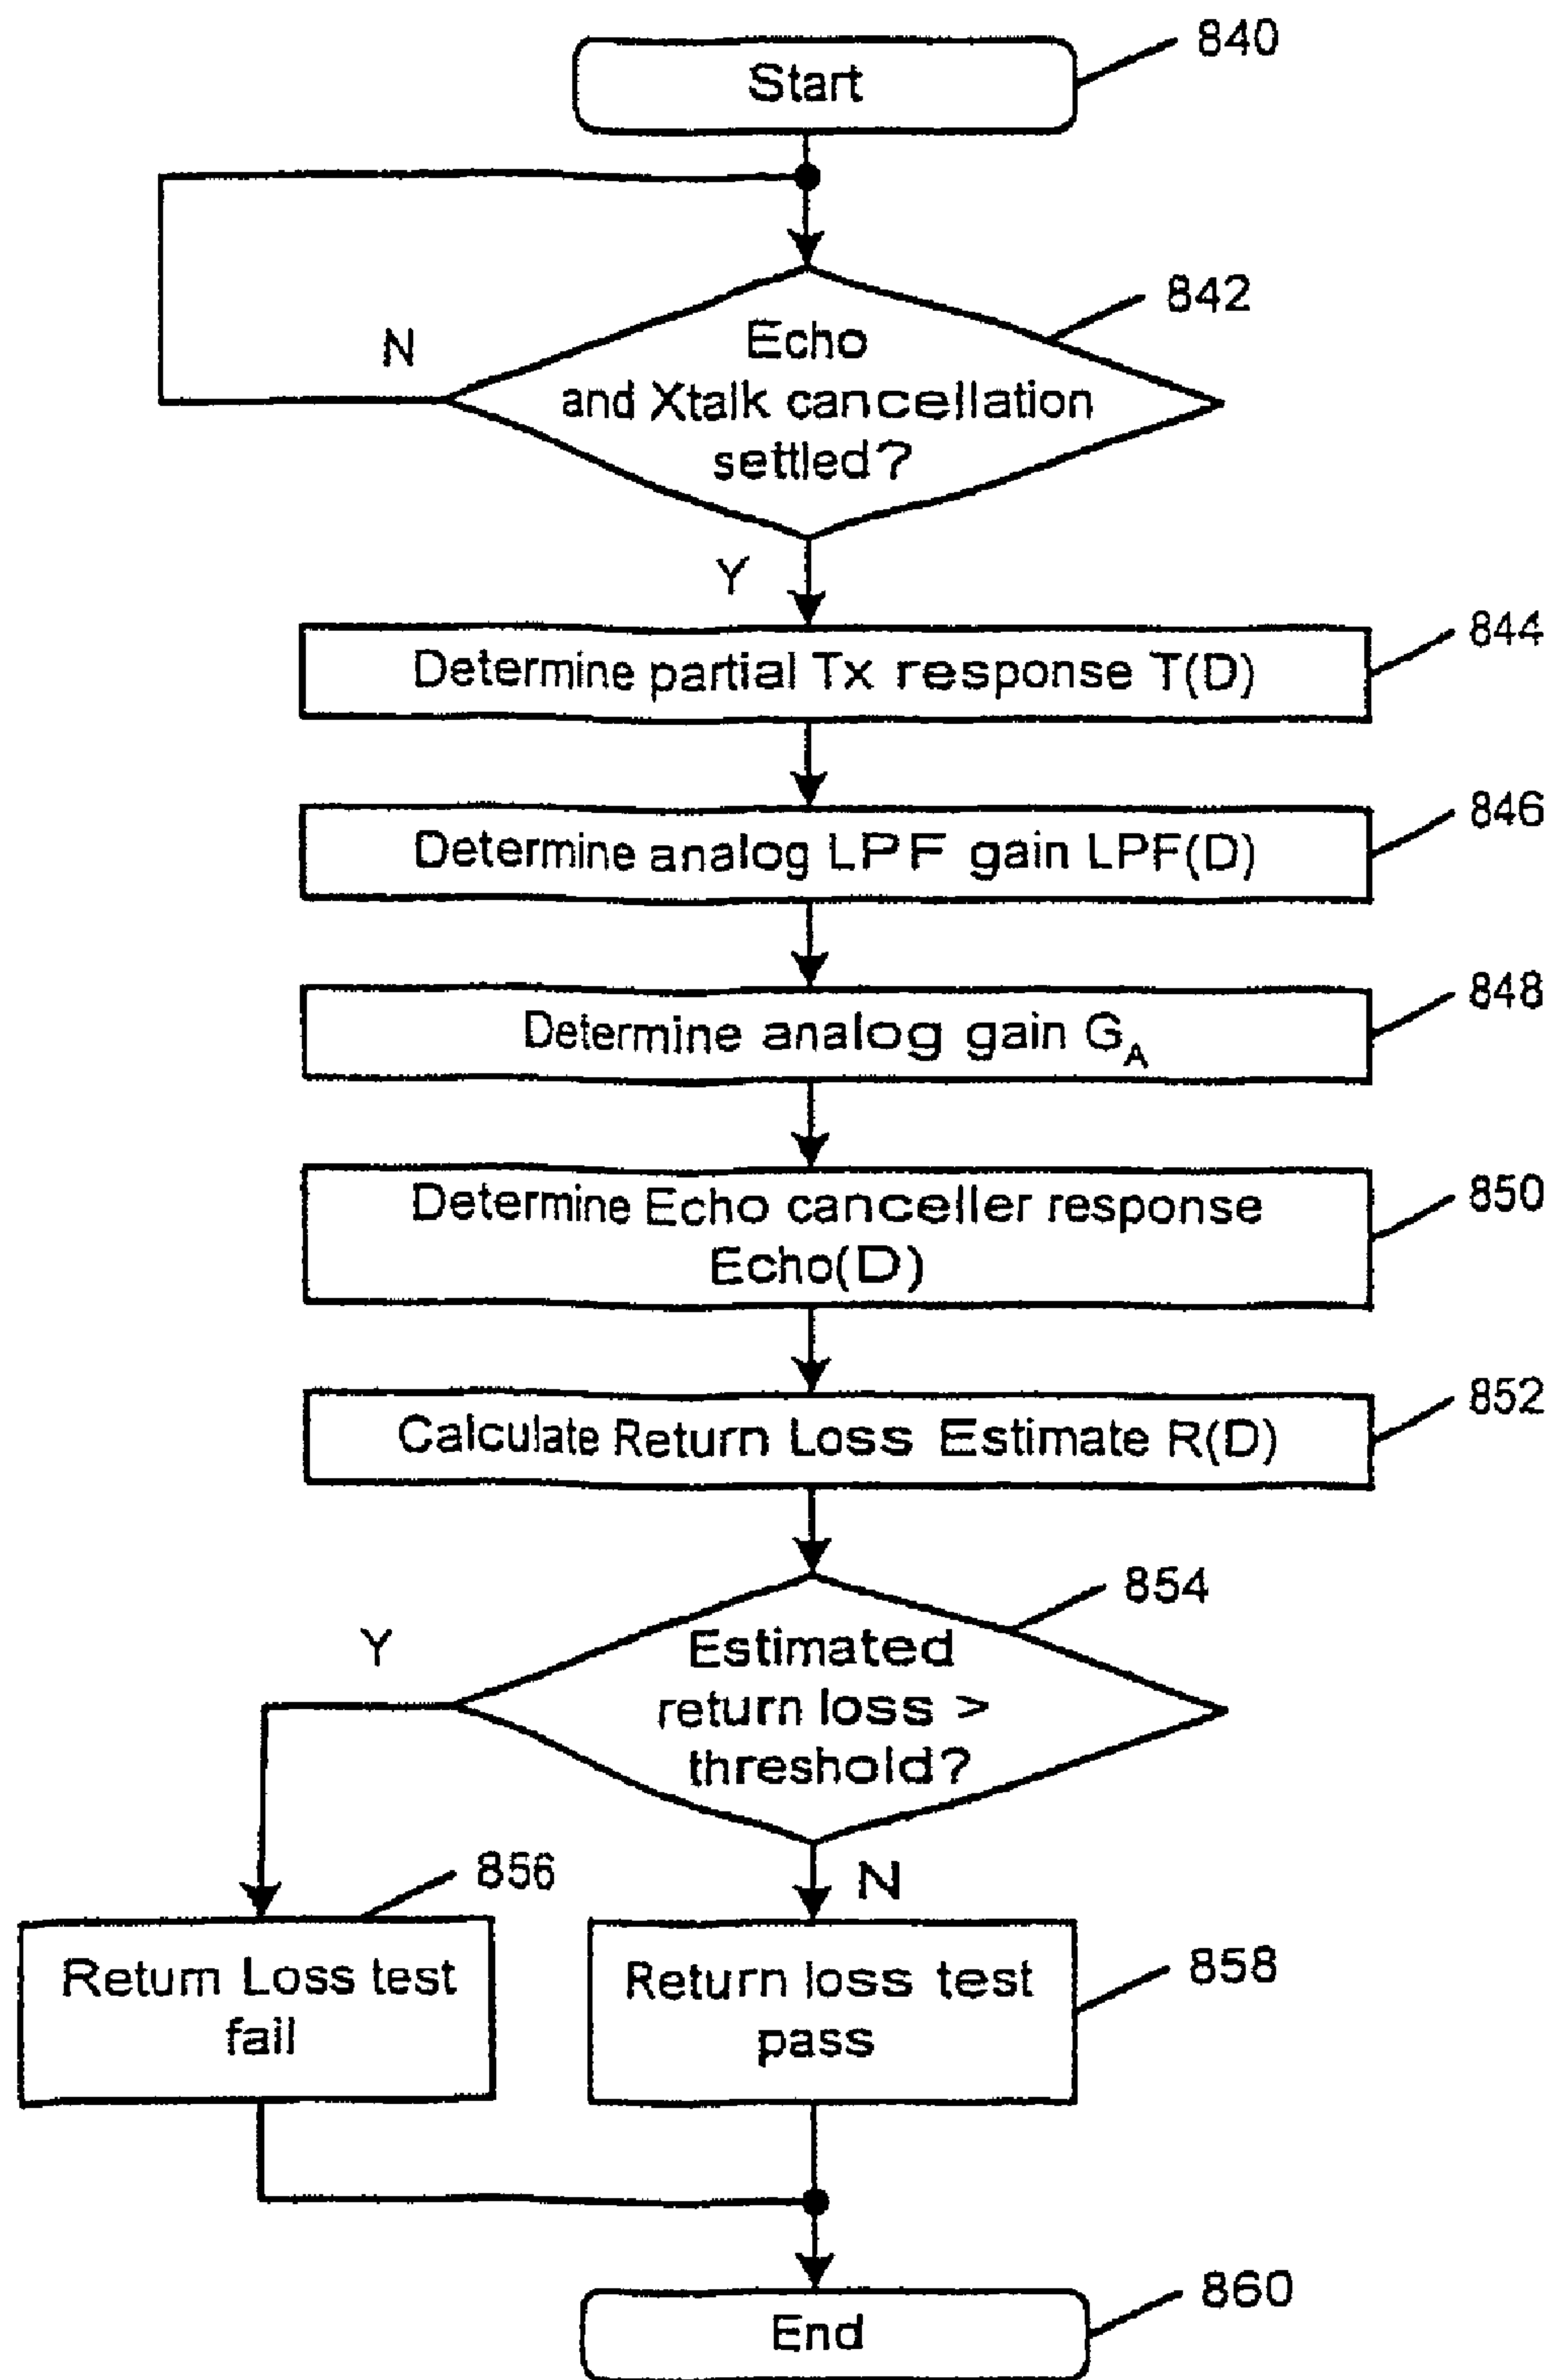 840
Start
842
N
Echo
and Xtalk cancellation
settled?
Y
844
Determine partial Tx response T(D)
846
Determine analog LPF gain LPF(D)
848
Determine analog gain G_A
850
Determine Echo canceller response
Echo(D)
852
Calculate Return Loss Estimate R(D)
854
Y
Estimated
return loss >
threshold?
856
N
Return Loss test
fail
858
Return loss test
pass
860
End